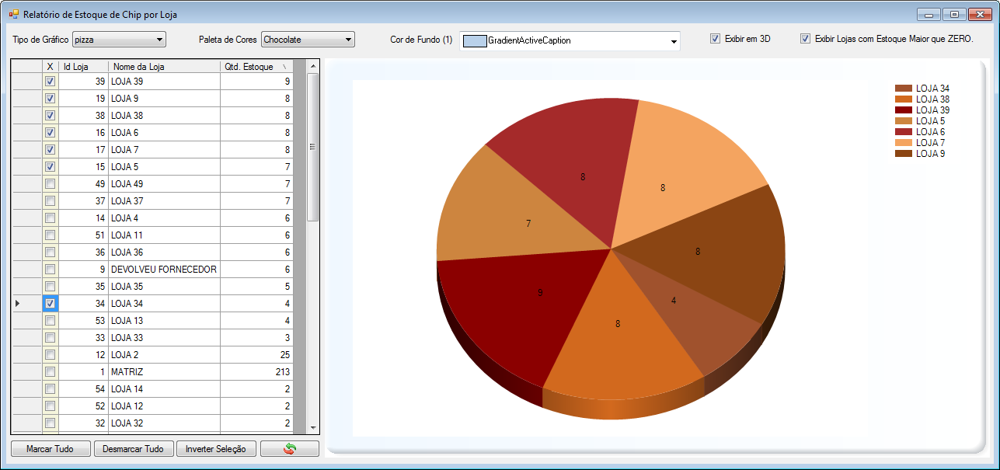 Relatório de Estoque de Chip por Loja
Tipo de Gráfico pizza Paleta de Cores Chocolate Cor de Fundo (1) GradientActiveCaption Exibir em 3D Exibir Lojas com Estoque Maior que ZERO.
X Id Loja Nome da Loja Qtd. Estoque
39 LOJA 39 9
19 LOJA 9 8
38 LOJA 38 8
16 LOJA 6 8
17 LOJA 7 8
15 LOJA 5 7
49 LOJA 49 7
37 LOJA 37 7
14 LOJA 4 6
51 LOJA 11 6
36 LOJA 36 6
9 DEVOLVEU FORNECEDOR 6
35 LOJA 35 5
34 LOJA 34 4
53 LOJA 13 4
33 LOJA 33 3
12 LOJA 2 25
1 MATRIZ 213
54 LOJA 14 2
52 LOJA 12 2
32 LOJA 32 2
Marcar Tudo Desmarcar Tudo Inverter Seleção
8
8
7
8
9
4
8
LOJA 34
LOJA 38
LOJA 39
LOJA 5
LOJA 6
LOJA 7
LOJA 9